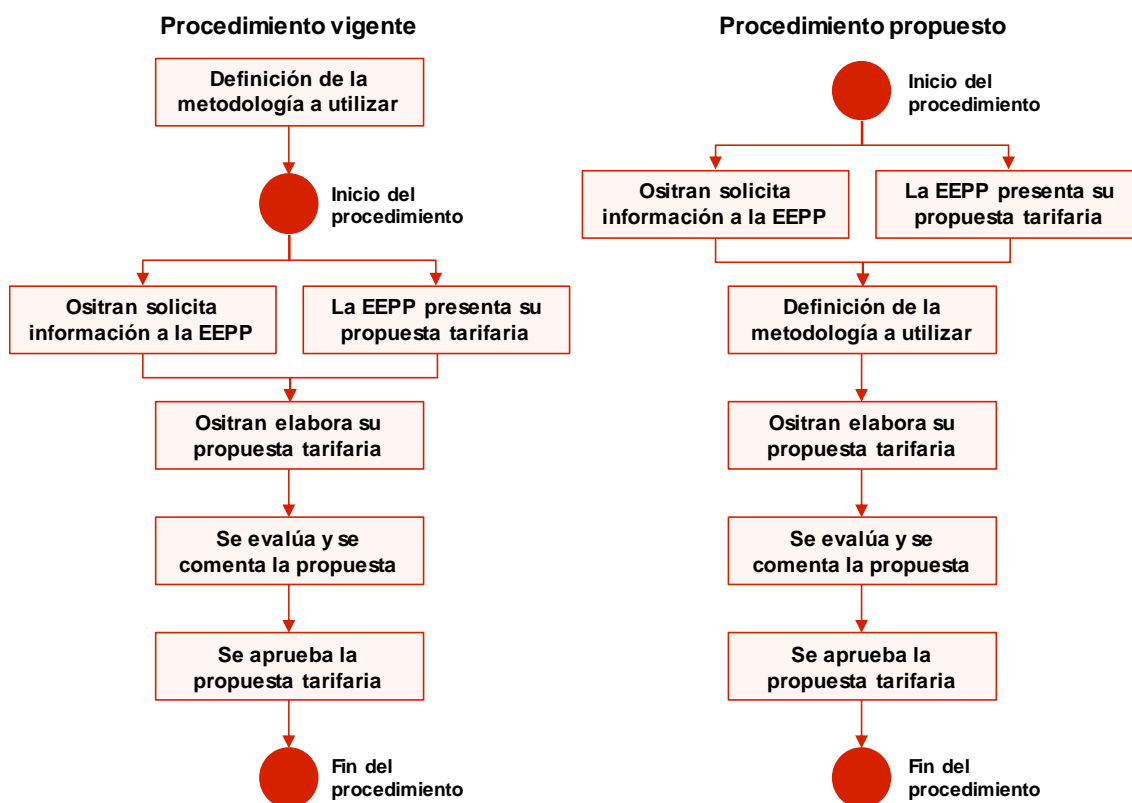 Procedimiento vigente
Definición de la
metodología a utilizar
Inicio del
procedimiento
Ositran solicita
información a la EEPP
La EEPP presenta su
propuesta tarifaria
Ositran elabora su
propuesta tarifaria
Se evalúa y se
comenta la propuesta
Se aprueba la
propuesta tarifaria
Fin del
procedimiento
Procedimiento propuesto
Inicio del
procedimiento
Ositran solicita
información a la EEPP
La EEPP presenta su
propuesta tarifaria
Definición de la
metodología a utilizar
Ositran elabora su
propuesta tarifaria
Se evalúa y se
comenta la propuesta
Se aprueba la
propuesta tarifaria
Fin del
procedimiento